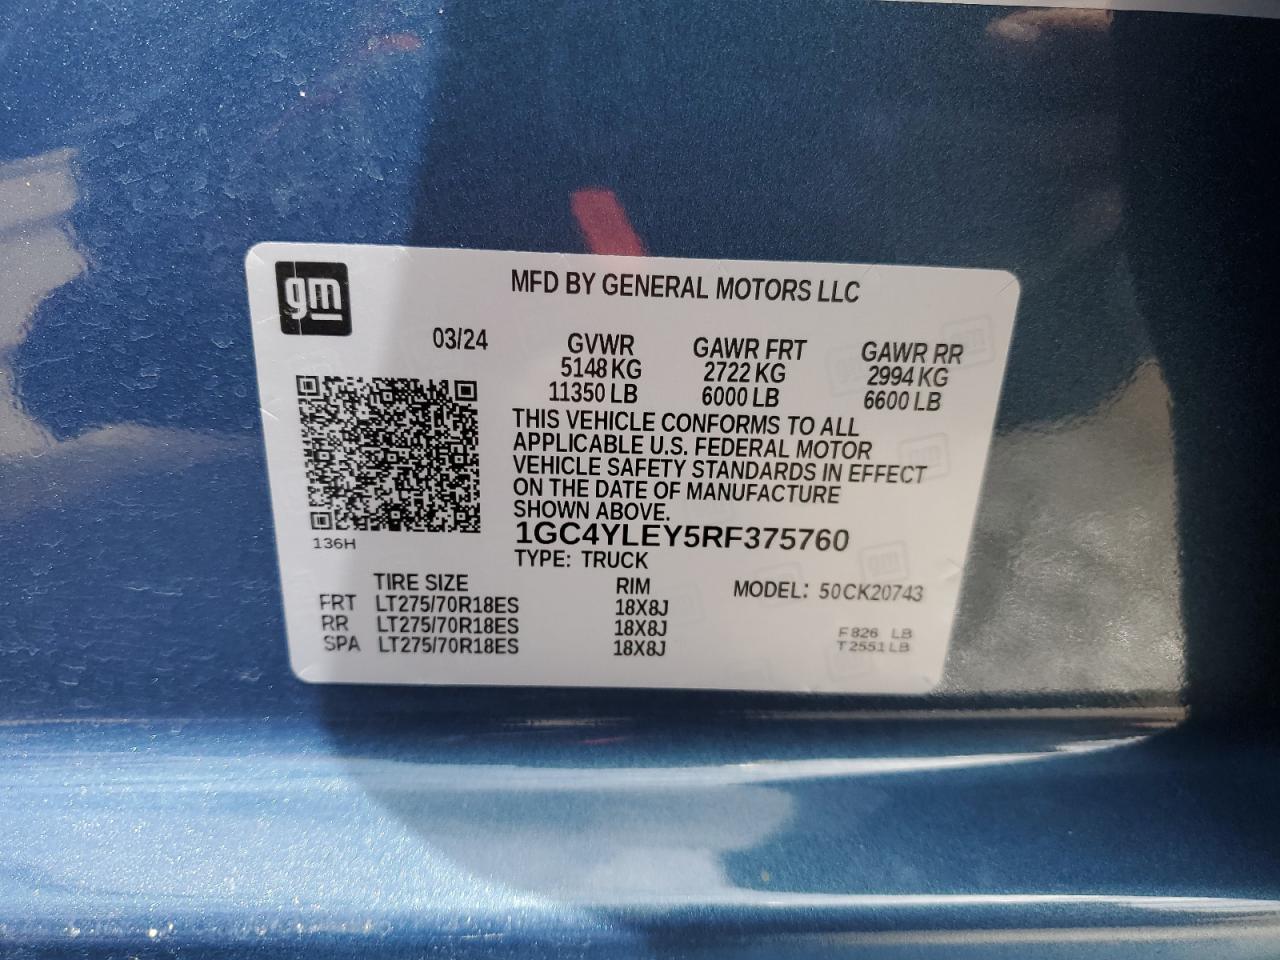 gm
MFD BY GENERAL MOTORS LLC
03/24 GVWR GAWR FRT GAWR RR
5148 KG 2722 KG 2994 KG
11350 LB 6000 LB 6600 LB
THIS VEHICLE CONFORMS TO ALL
APPLICABLE U.S. FEDERAL MOTOR
VEHICLE SAFETY STANDARDS IN EFFECT
ON THE DATE OF MANUFACTURE
SHOWN ABOVE.
1GC4YLEY5RF375760
136H
TYPE: TRUCK
TIRE SIZE RIM MODEL: 50CK20743
FRT LT275/70R18ES 18X8J
RR LT275/70R18ES 18X8J
SPA LT275/70R18ES 18X8J
F 826 LB
T 2551 LB